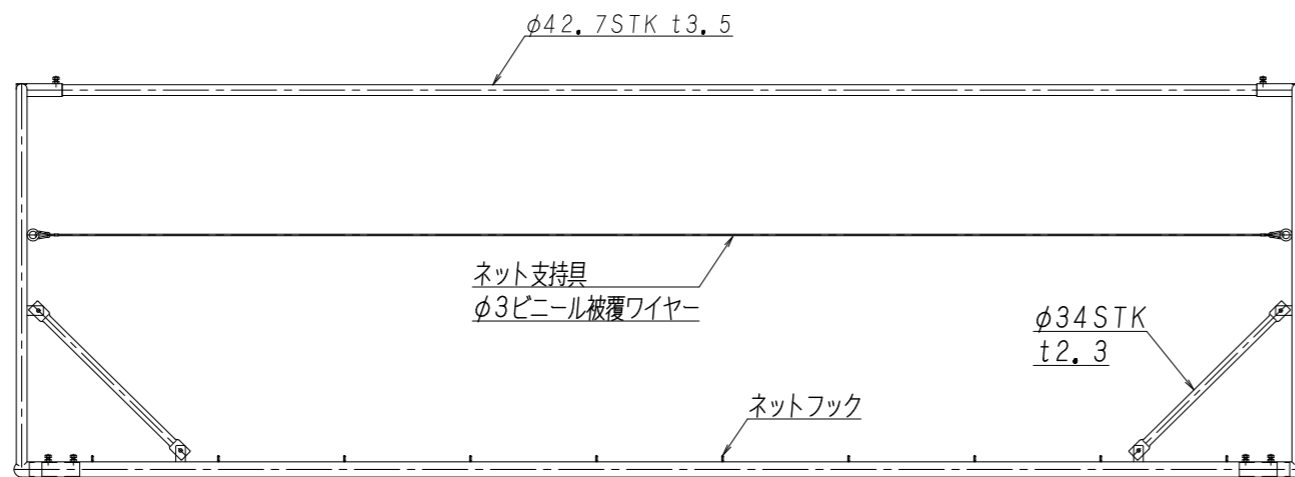 φ42.7STK t3.5
ネット支持具
φ3ビニール被覆ワイヤー
φ34STK
t2.3
ネットフック